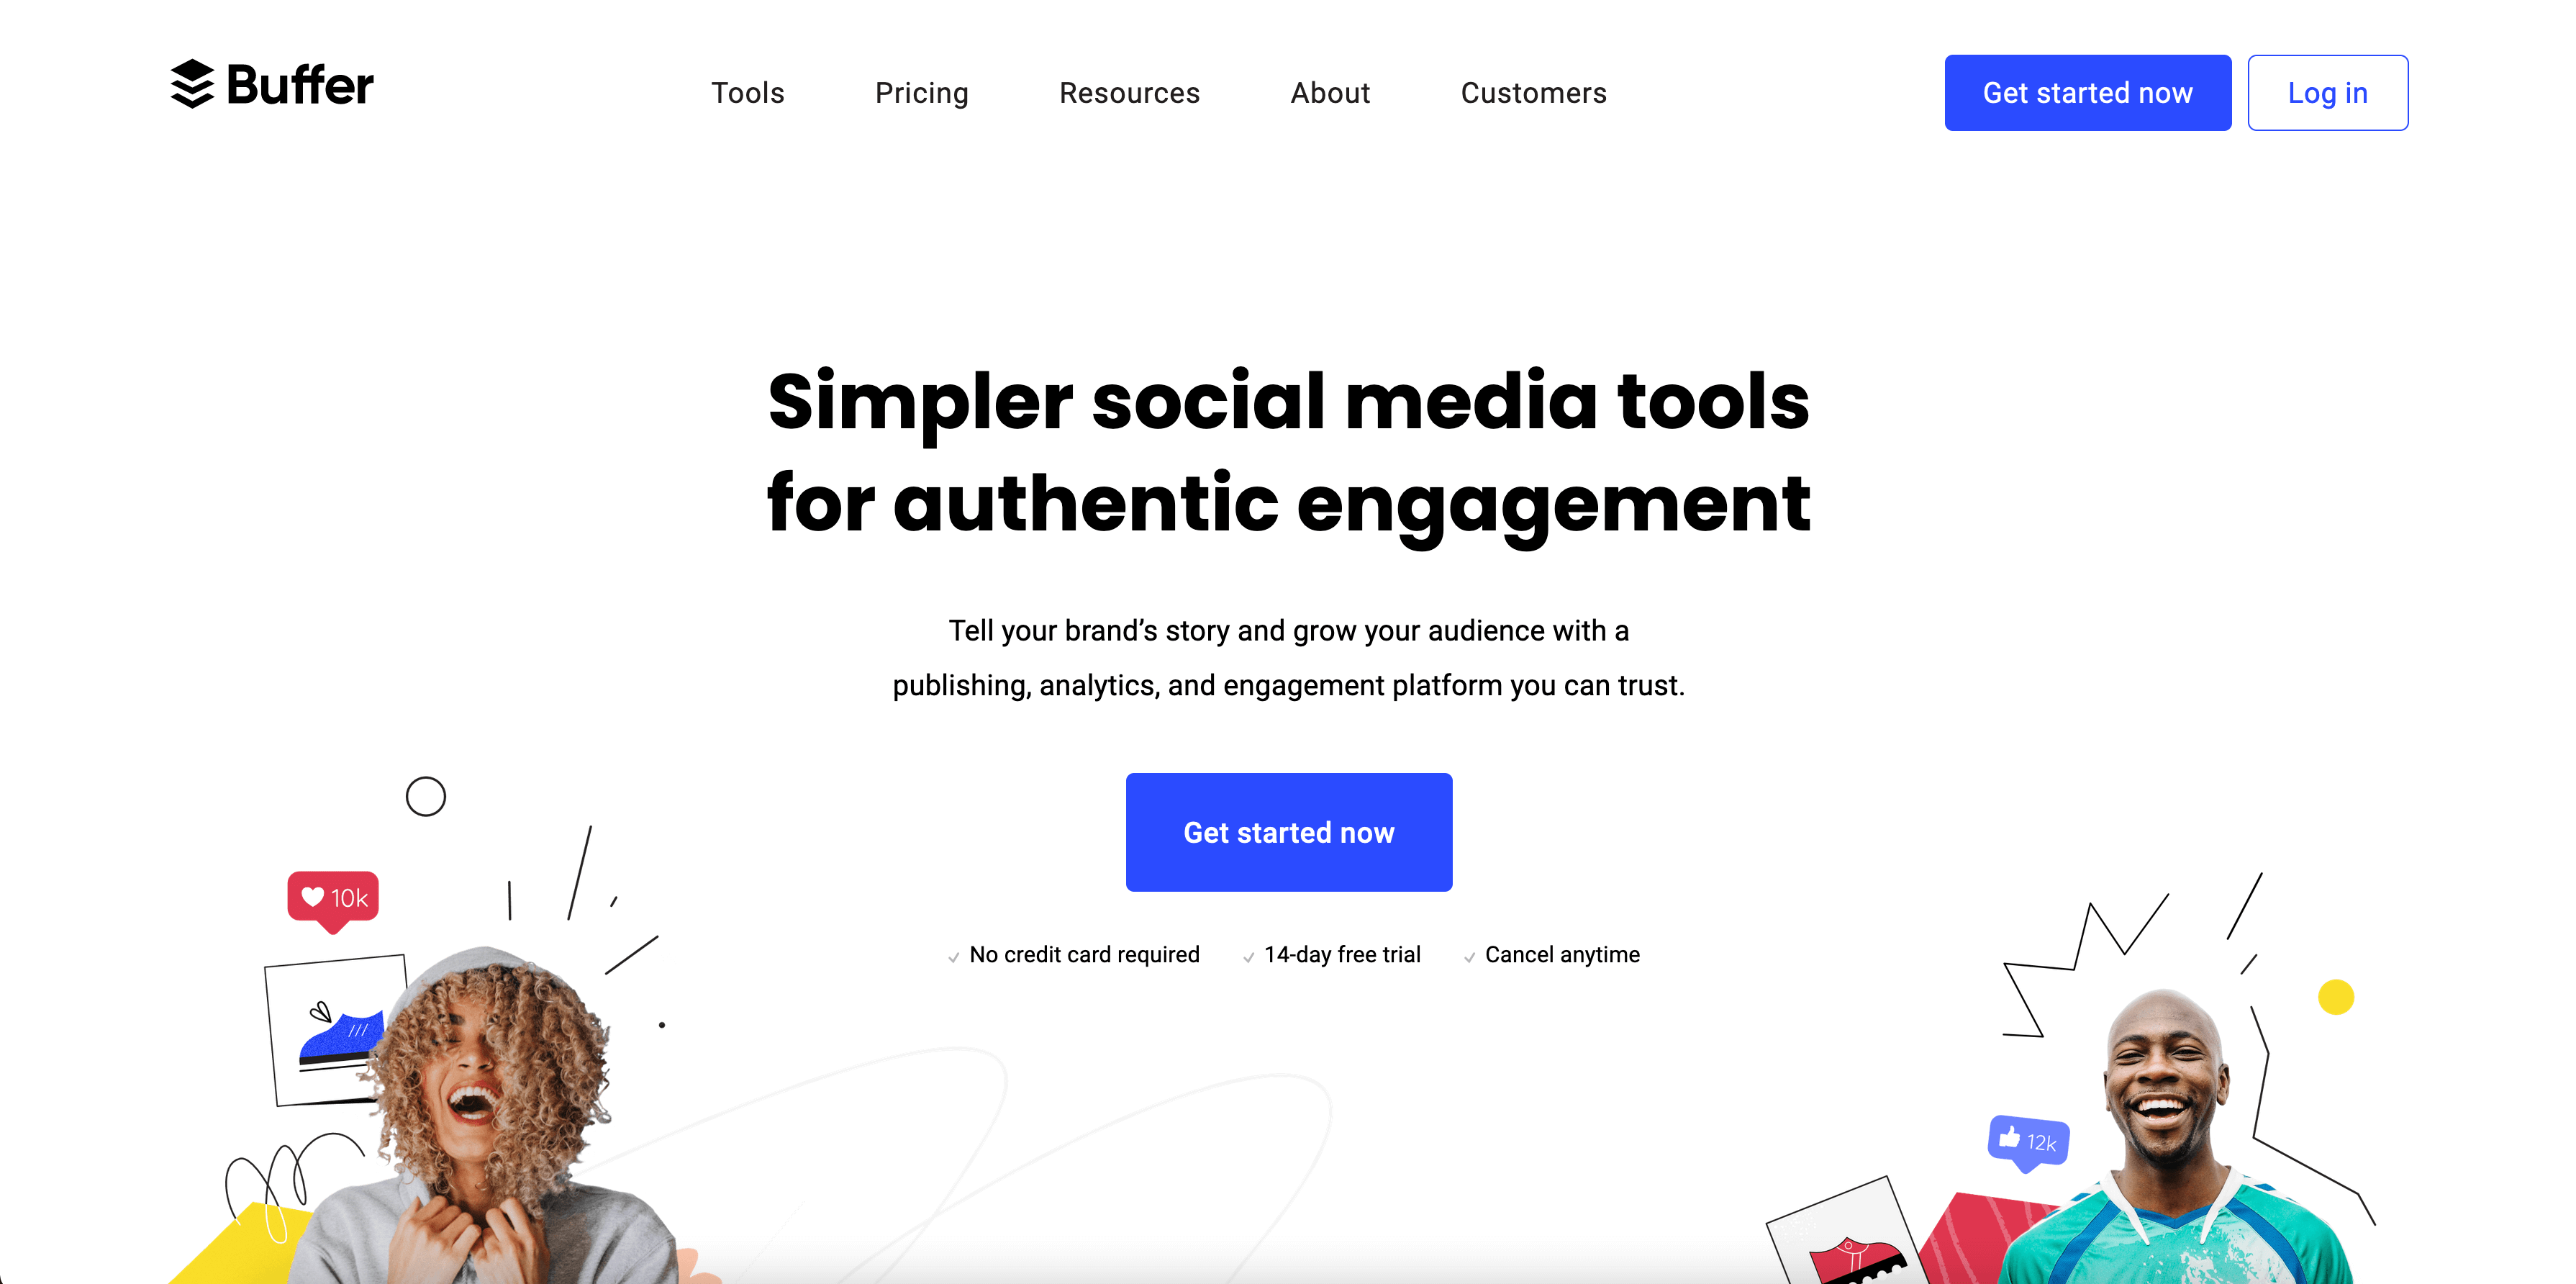 Buffer
Tools
Pricing
Resources
About
Customers
Get started now
Log in
Simpler social media tools
for authentic engagement
Tell your brand’s story and grow your audience with a
publishing, analytics, and engagement platform you can trust.
Get started now
No credit card required
14-day free trial
Cancel anytime
10k
12k